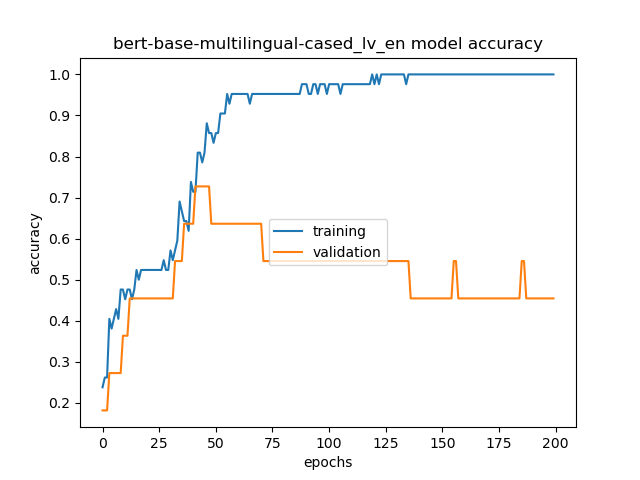 bert-base-multilingual-cased_lv_en model accuracy
1.0
0.9
0.8
0.7
0.6
0.5
0.4
0.3
0.2
accuracy
training
validation
0 25 50 75 100 125 150 175 200
epochs